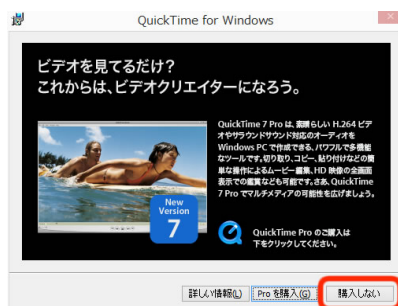 QuickTime for Windows
ビデオを見てるだけ？
これからは、ビデオクリエイターになろう。
QuickTime 7 Pro は、素晴らしい H.264 ビデ
オやサラウンドサウンド対応のオーディオを
Windows PC で作成できる、パワフルで多機能
なツールです。切り取り、コピー、貼り付けなどの簡
単な操作によるムービー編集、HD 映像の全画面
表示での鑑賞なども可能です。さあ、QuickTime
7 Pro でマルチメディアの可能性を広げましょう。
New
Version
7
QuickTime Pro のご購入は
下をクリックしてください。
詳しい情報(L)
Pro を購入(G)
購入しない